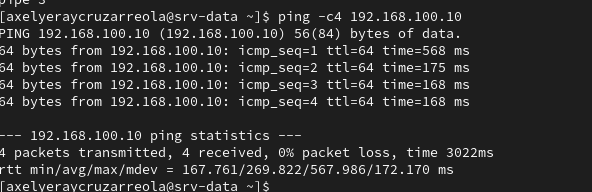 [axelyeraycruzarreola@srv-data ~]$ ping -c4 192.168.100.10
PING 192.168.100.10 (192.168.100.10) 56(84) bytes of data.
64 bytes from 192.168.100.10: icmp_seq=1 ttl=64 time=568 ms
64 bytes from 192.168.100.10: icmp_seq=2 ttl=64 time=175 ms
64 bytes from 192.168.100.10: icmp_seq=3 ttl=64 time=168 ms
64 bytes from 192.168.100.10: icmp_seq=4 ttl=64 time=168 ms
--- 192.168.100.10 ping statistics ---
4 packets transmitted, 4 received, 0% packet loss, time 3022ms
rtt min/avg/max/mdev = 167.761/269.822/567.986/172.170 ms
[axelyeraycruzarreola@srv-data ~]$